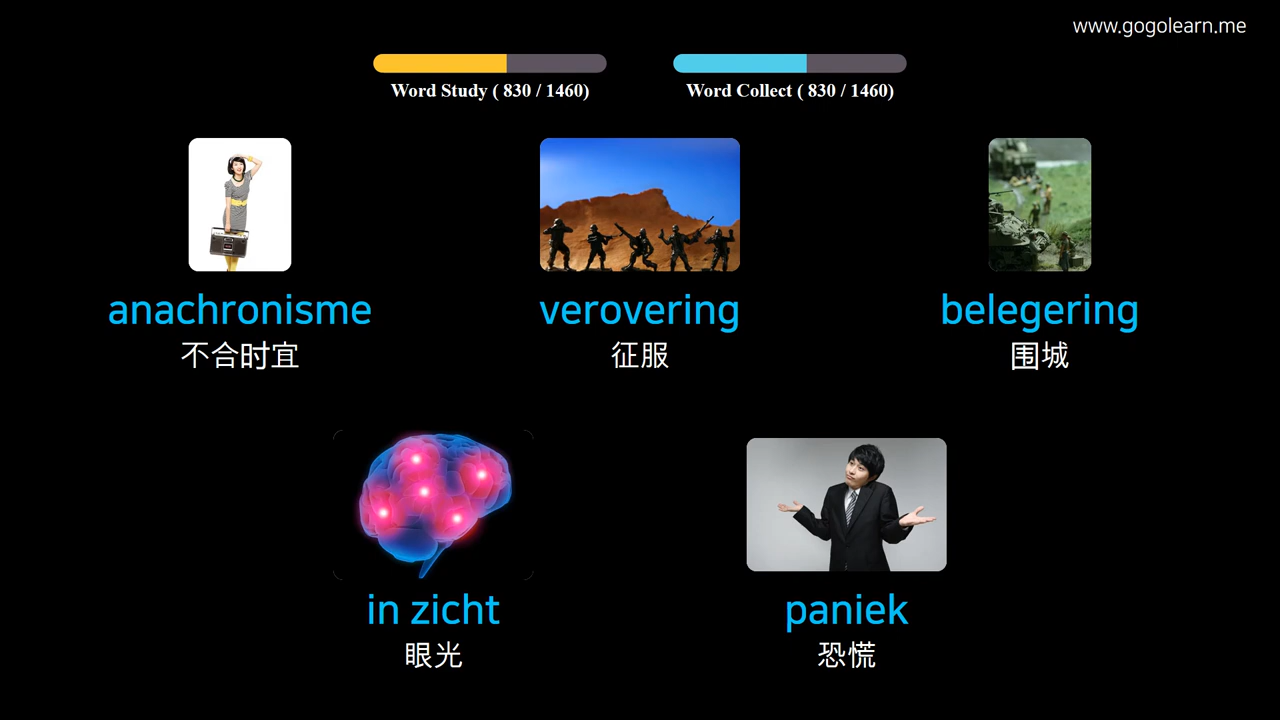 www.gogolearn.me
Word Study ( 830 / 1460)
Word Collect ( 830 / 1460)
anachronisme
不合时宜
verovering
征服
belegering
围城
in zicht
眼光
paniek
恐慌